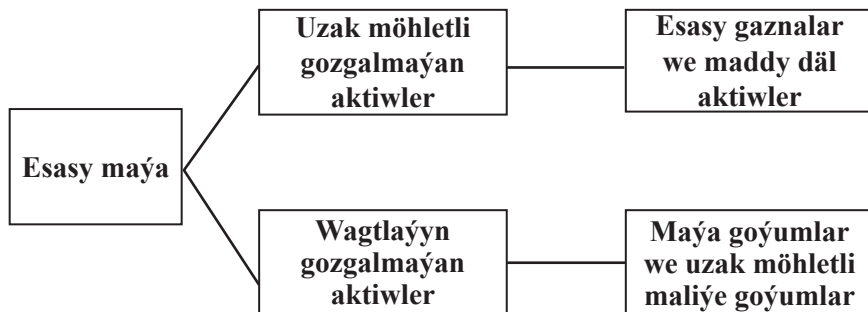 Esasy maýa
Uzak möhletli
gozgalmaýan
aktiwler
Esasy gaznalar
we maddy däl
aktiwler
Wagtlaýyn
gozgalmaýan
aktiwler
Maýa goýumlar
we uzak möhletli
maliýe goýumlar